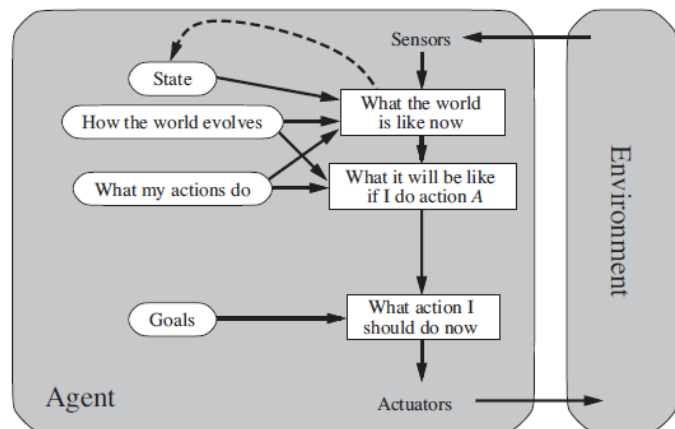 Sensors
State
What the world
is like now
How the world evolves
What it will be like
if I do action A
What my actions do
Environment
What action I
should do now
Goals
Agent
Actuators